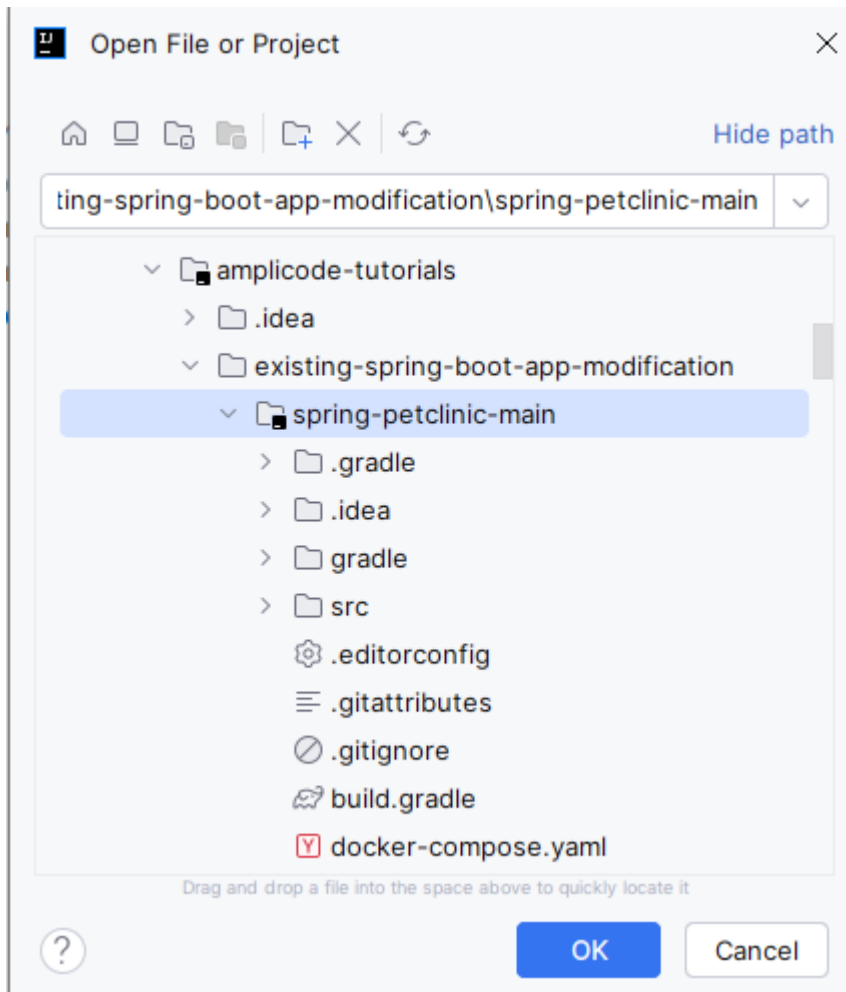 IJ Open File or Project
Hide path
ting-spring-boot-app-modification\spring-petclinic-main
amplicode-tutorials
.idea
existing-spring-boot-app-modification
spring-petclinic-main
.gradle
.idea
gradle
src
.editorconfig
.gitattributes
.gitignore
build.gradle
Y docker-compose.yaml
Drag and drop a file into the space above to quickly locate it
? OK Cancel